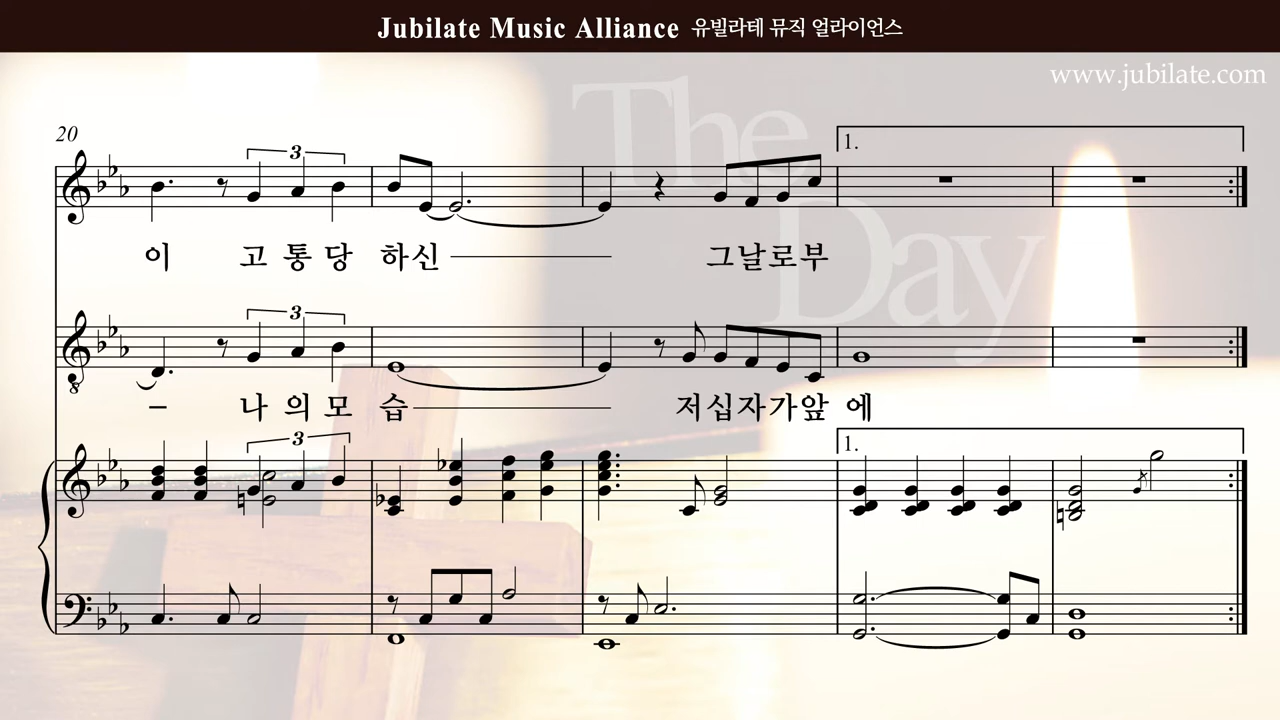 Jubilate Music Alliance 유빌라테 뮤직 얼라이언스
www.jubilate.com
The
Day
20
3
1.
이 고 통 당 하신 그날로부
3
나 의 모 습 저십자가앞 에
3
1.